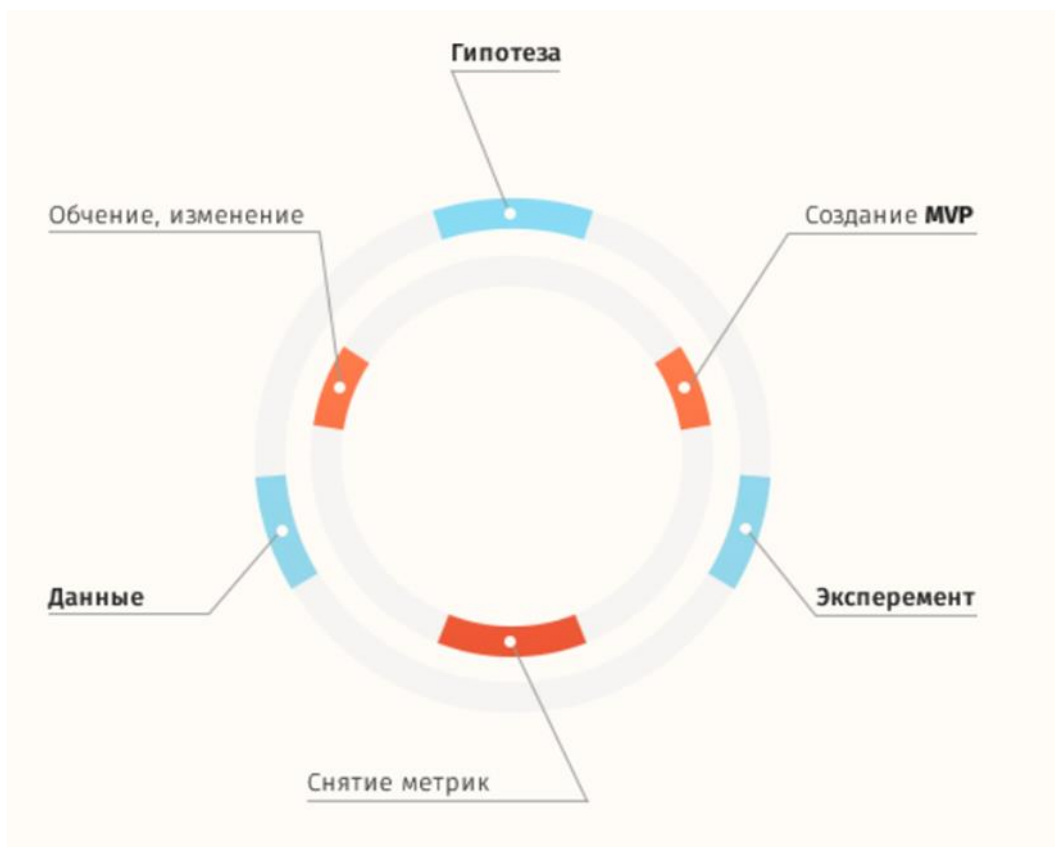 Гипотеза
Обчение, изменение
Создание MVP
Данные
Эксперемент
Снятие метрик